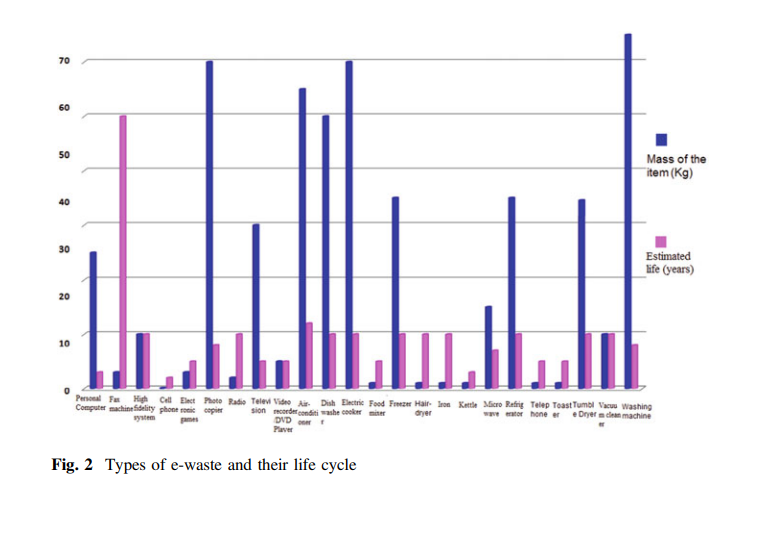 70
60
50
40
30
20
10
0
Mass of the
item (Kg)
Estimated
life (years)
Personal
Computer
Fax
machine
High
fidelity
system
Cell
phone
Elect
ronic
games
Photo
copier
Radio
Televi
sion
Video
recorder
/DVD
Player
Air-
conditi
oner
Dish
washe
r
Electric
cooker
Food
mixer
Freezer
Hair-
dryer
Iron
Kettle
Micro
wave
Refrig
erator
Telep
hone
Toast
er
Tumbl
e Dryer
Vacuu
m clean
er
Washing
machine
Fig. 2 Types of e-waste and their life cycle